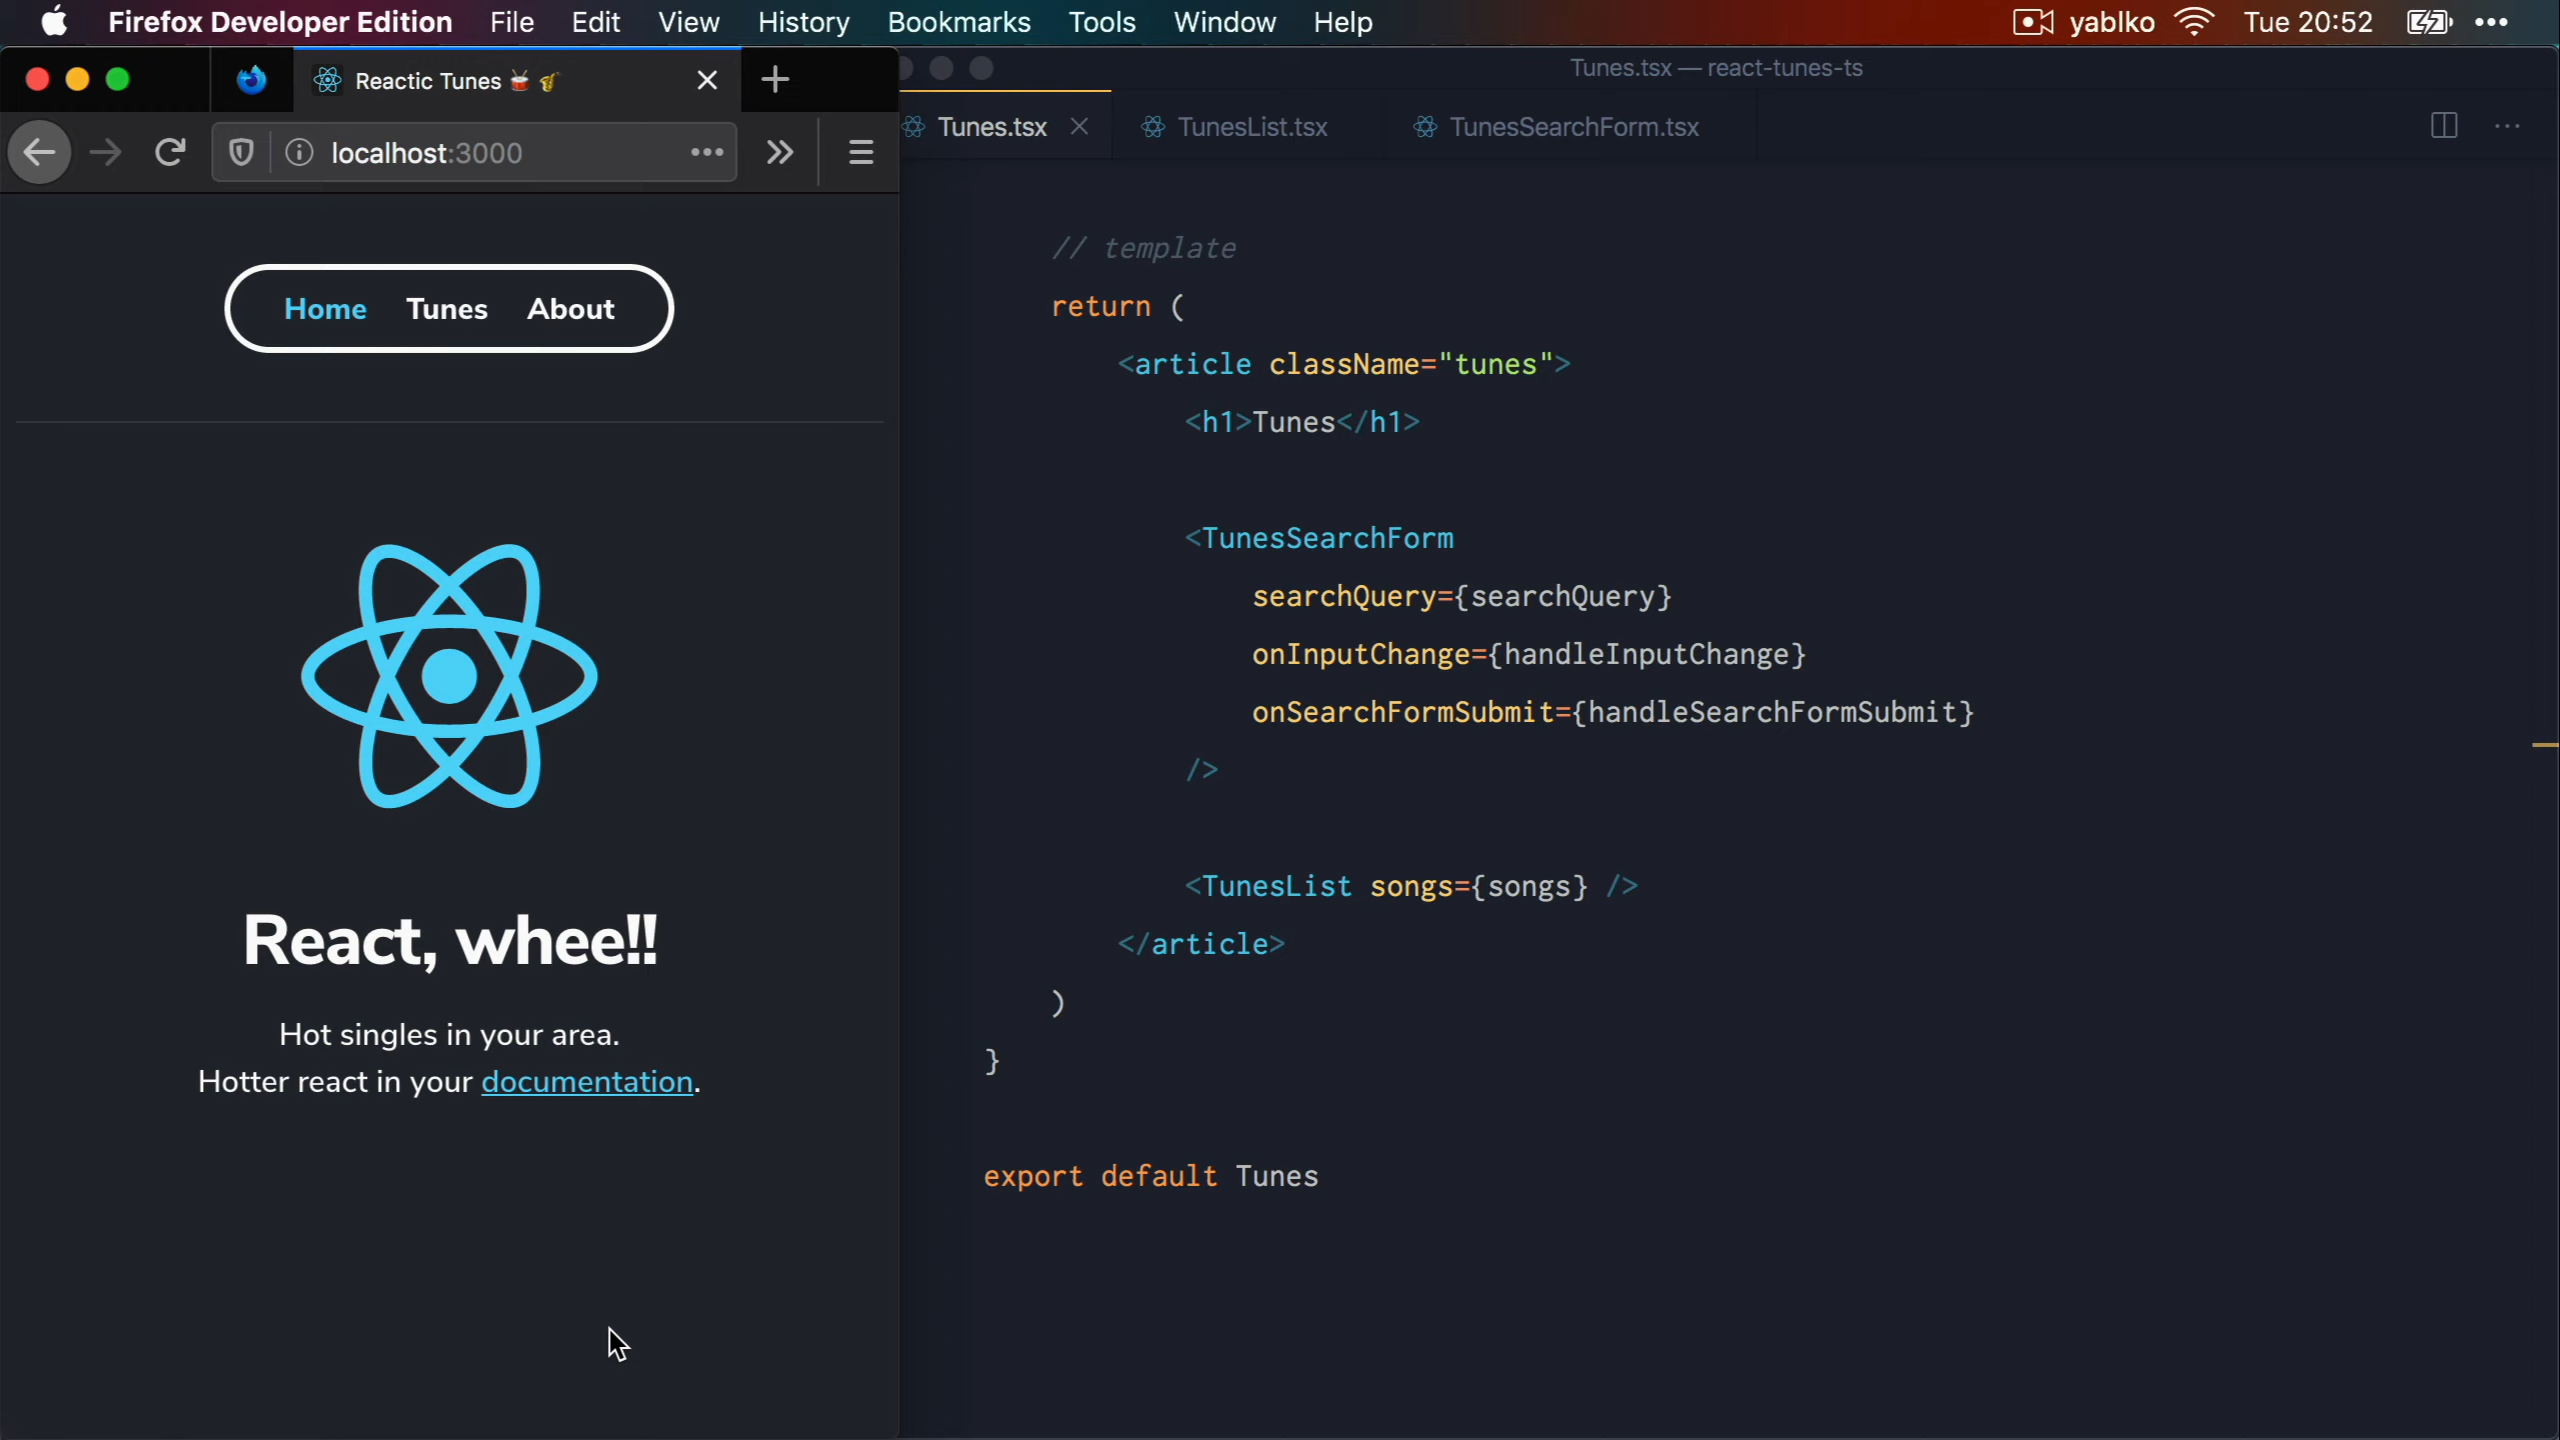 Firefox Developer Edition File Edit View History Bookmarks Tools Window Help yablko Tue 20:52
Reactic Tunes
localhost:3000
Home Tunes About
React, whee!!
Hot singles in your area.
Hotter react in your documentation.
Tunes.tsx — react-tunes-ts
Tunes.tsx TunesList.tsx TunesSearchForm.tsx
// template
return (
<article className="tunes">
<h1>Tunes</h1>
<TunesSearchForm
searchQuery={searchQuery}
onInputChange={handleInputChange}
onSearchFormSubmit={handleSearchFormSubmit}
/>
<TunesList songs={songs} />
</article>
)
}
export default Tunes